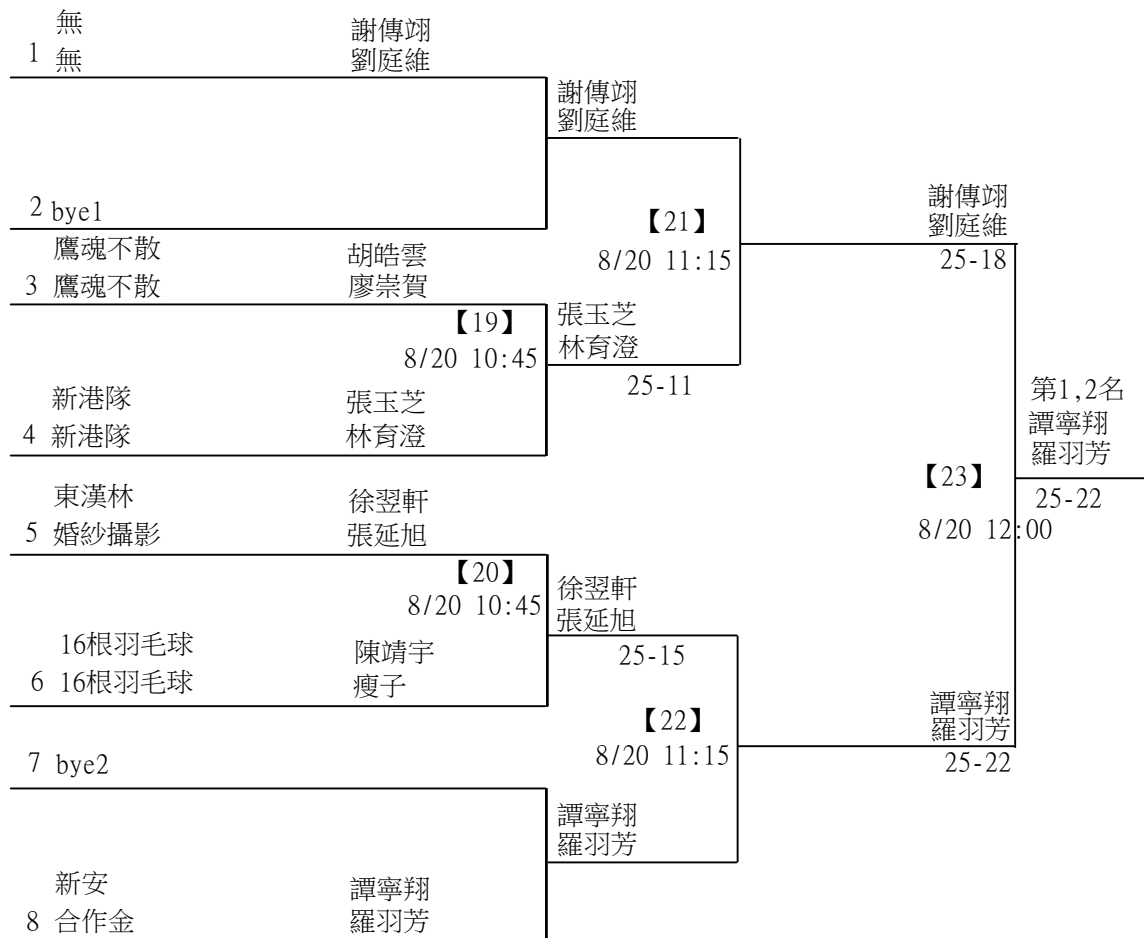 無 謝傳翊
1 無 劉庭維
謝傳翊
劉庭維
2 bye1
【21】
8/20 11:15
謝傳翊
劉庭維
25-18
鷹魂不散 胡皓雲
3 鷹魂不散 廖崇賀
【19】
8/20 10:45
張玉芝
林育澄
25-11
新港隊 張玉芝
4 新港隊 林育澄
第1,2名
譚寧翔
羅羽芳
25-22
【23】
8/20 12:00
東漢林 徐翌軒
5 婚紗攝影 張延旭
【20】
8/20 10:45
徐翌軒
張延旭
25-15
16根羽毛球 陳靖宇
6 16根羽毛球 瘦子
【22】
8/20 11:15
譚寧翔
羅羽芳
25-22
7 bye2
譚寧翔
羅羽芳
新安 譚寧翔
8 合作金 羅羽芳